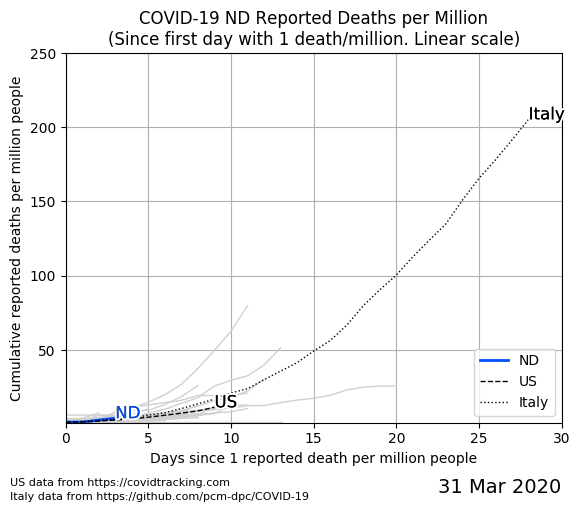 COVID-19 ND Reported Deaths per Million
(Since first day with 1 death/million. Linear scale)
Cumulative reported deaths per million people
250
200
150
100
50
Italy
ND
US
ND
US
Italy
0 5 10 15 20 25 30
Days since 1 reported death per million people
US data from https://covidtracking.com
Italy data from https://github.com/pcm-dpc/COVID-19
31 Mar 2020